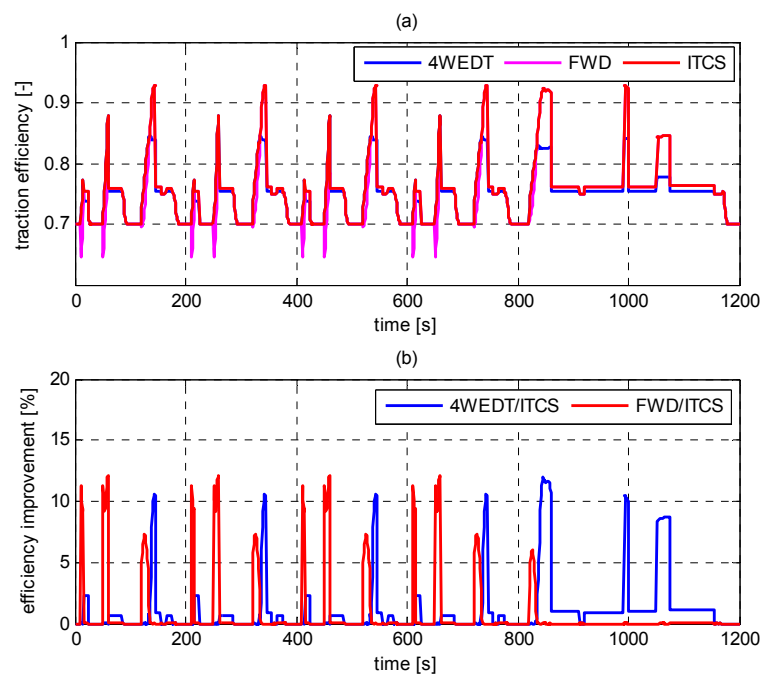 (a)
traction efficiency [-]
1
0.9
0.8
0.7
4WEDT FWD ITCS
0 200 400 600 800 1000 1200
time [s]
(b)
efficiency improvement [%]
20
15
10
5
0
4WEDT/ITCS FWD/ITCS
0 200 400 600 800 1000 1200
time [s]